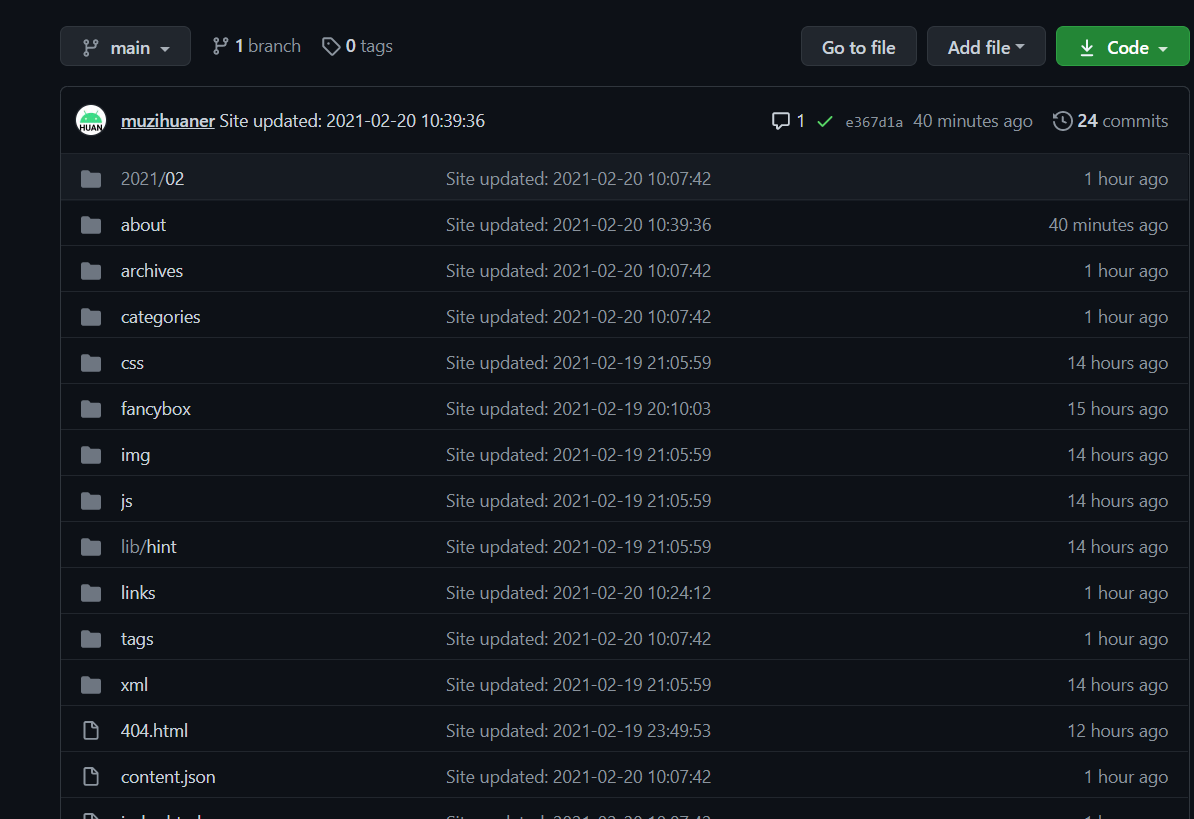 main 1 branch 0 tags Go to file Add file Code
HUAN muzihuaner Site updated: 2021-02-20 10:39:36 1 e367d1a 40 minutes ago 24 commits
2021/02 Site updated: 2021-02-20 10:07:42 1 hour ago
about Site updated: 2021-02-20 10:39:36 40 minutes ago
archives Site updated: 2021-02-20 10:07:42 1 hour ago
categories Site updated: 2021-02-20 10:07:42 1 hour ago
css Site updated: 2021-02-19 21:05:59 14 hours ago
fancybox Site updated: 2021-02-19 20:10:03 15 hours ago
img Site updated: 2021-02-19 21:05:59 14 hours ago
js Site updated: 2021-02-19 21:05:59 14 hours ago
lib/hint Site updated: 2021-02-19 21:05:59 14 hours ago
links Site updated: 2021-02-20 10:24:12 1 hour ago
tags Site updated: 2021-02-20 10:07:42 1 hour ago
xml Site updated: 2021-02-19 21:05:59 14 hours ago
404.html Site updated: 2021-02-19 23:49:53 12 hours ago
content.json Site updated: 2021-02-20 10:07:42 1 hour ago